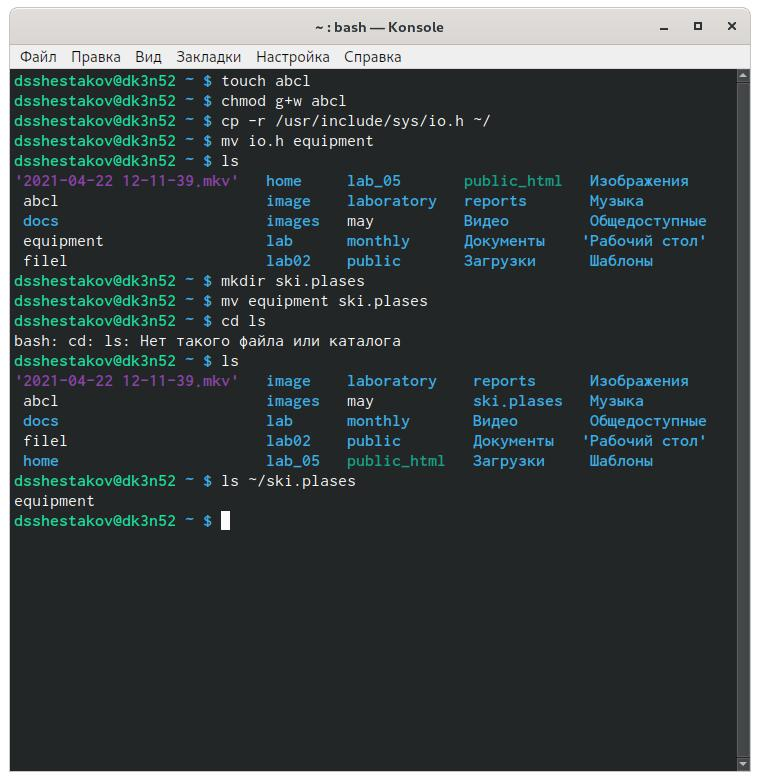 ~ : bash — Konsole
Файл Правка Вид Закладки Настройка Справка
dsshestakov@dk3n52 ~ $ touch abcl
dsshestakov@dk3n52 ~ $ chmod g+w abcl
dsshestakov@dk3n52 ~ $ cp -r /usr/include/sys/io.h ~/
dsshestakov@dk3n52 ~ $ mv io.h equipment
dsshestakov@dk3n52 ~ $ ls
'2021-04-22 12-11-39.mkv' home lab_05 public_html Изображения
abcl image laboratory reports Музыка
docs images may Видео Общедоступные
equipment lab monthly Документы 'Рабочий стол'
filel lab02 public Загрузки Шаблоны
dsshestakov@dk3n52 ~ $ mkdir ski.plases
dsshestakov@dk3n52 ~ $ mv equipment ski.plases
dsshestakov@dk3n52 ~ $ cd ls
bash: cd: ls: Нет такого файла или каталога
dsshestakov@dk3n52 ~ $ ls
'2021-04-22 12-11-39.mkv' image laboratory reports Изображения
abcl images may ski.plases Музыка
docs lab monthly Видео Общедоступные
filel lab02 public Документы 'Рабочий стол'
home lab_05 public_html Загрузки Шаблоны
dsshestakov@dk3n52 ~ $ ls ~/ski.plases
equipment
dsshestakov@dk3n52 ~ $